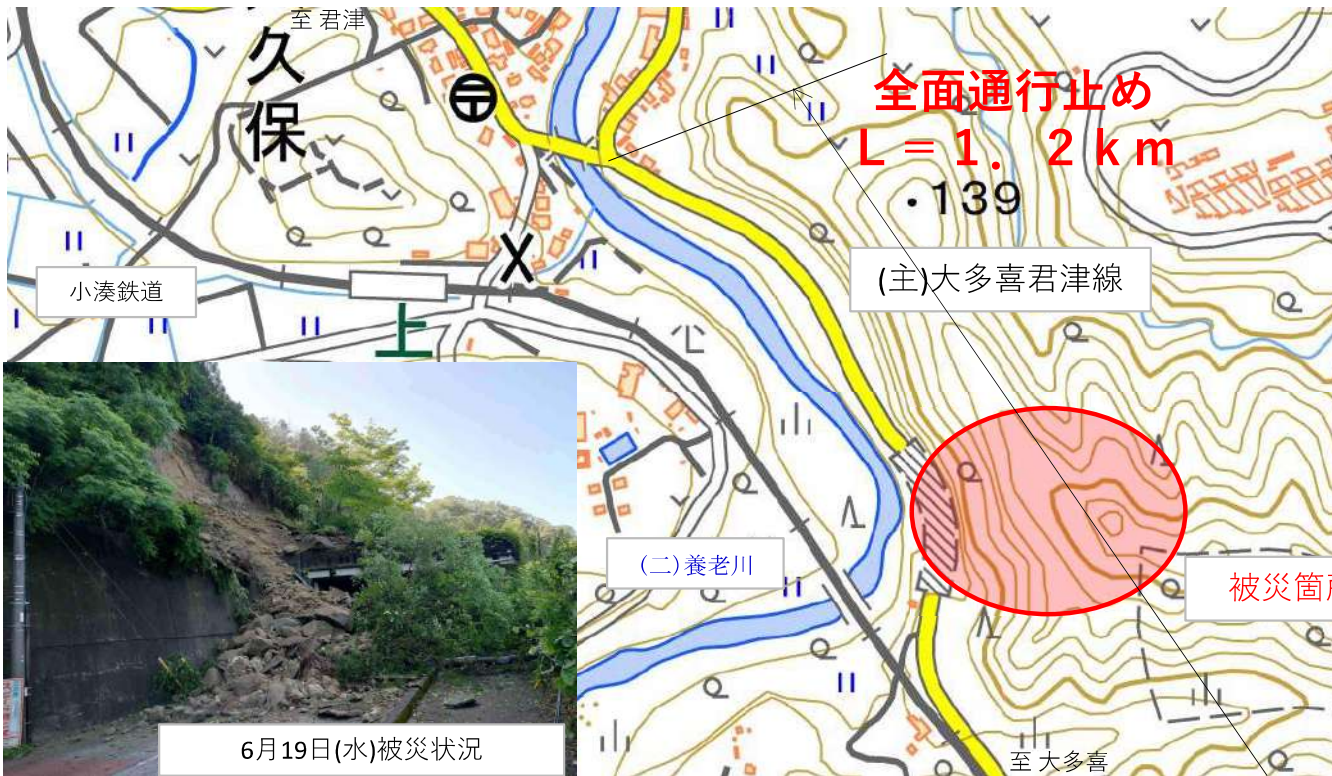 至 君津
久
保
全面通行止め
L＝1．2ｋｍ
・139
(主)大多喜君津線
小湊鉄道
上
(二)養老川
被災箇
6月19日(水)被災状況
至 大多喜